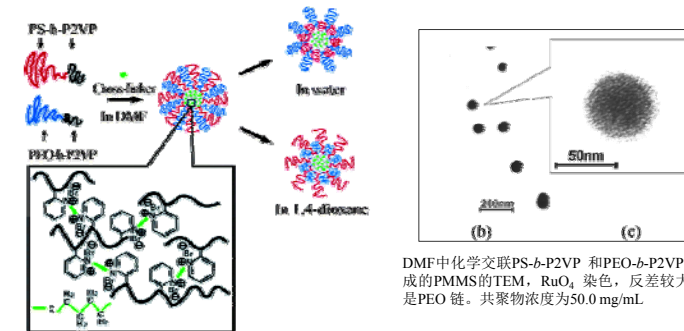 PS-b-P2VP
Cross-linker
In DMF
PEO-b-P2VP
In water
In 1,4-dioxane
50nm
200nm
(b)
(c)
DMF中化学交联PS-b-P2VP 和PEO-b-P2VP
成的PMMS的TEM，RuO4 染色，反差较大
是PEO 链。共聚物浓度为50.0 mg/mL